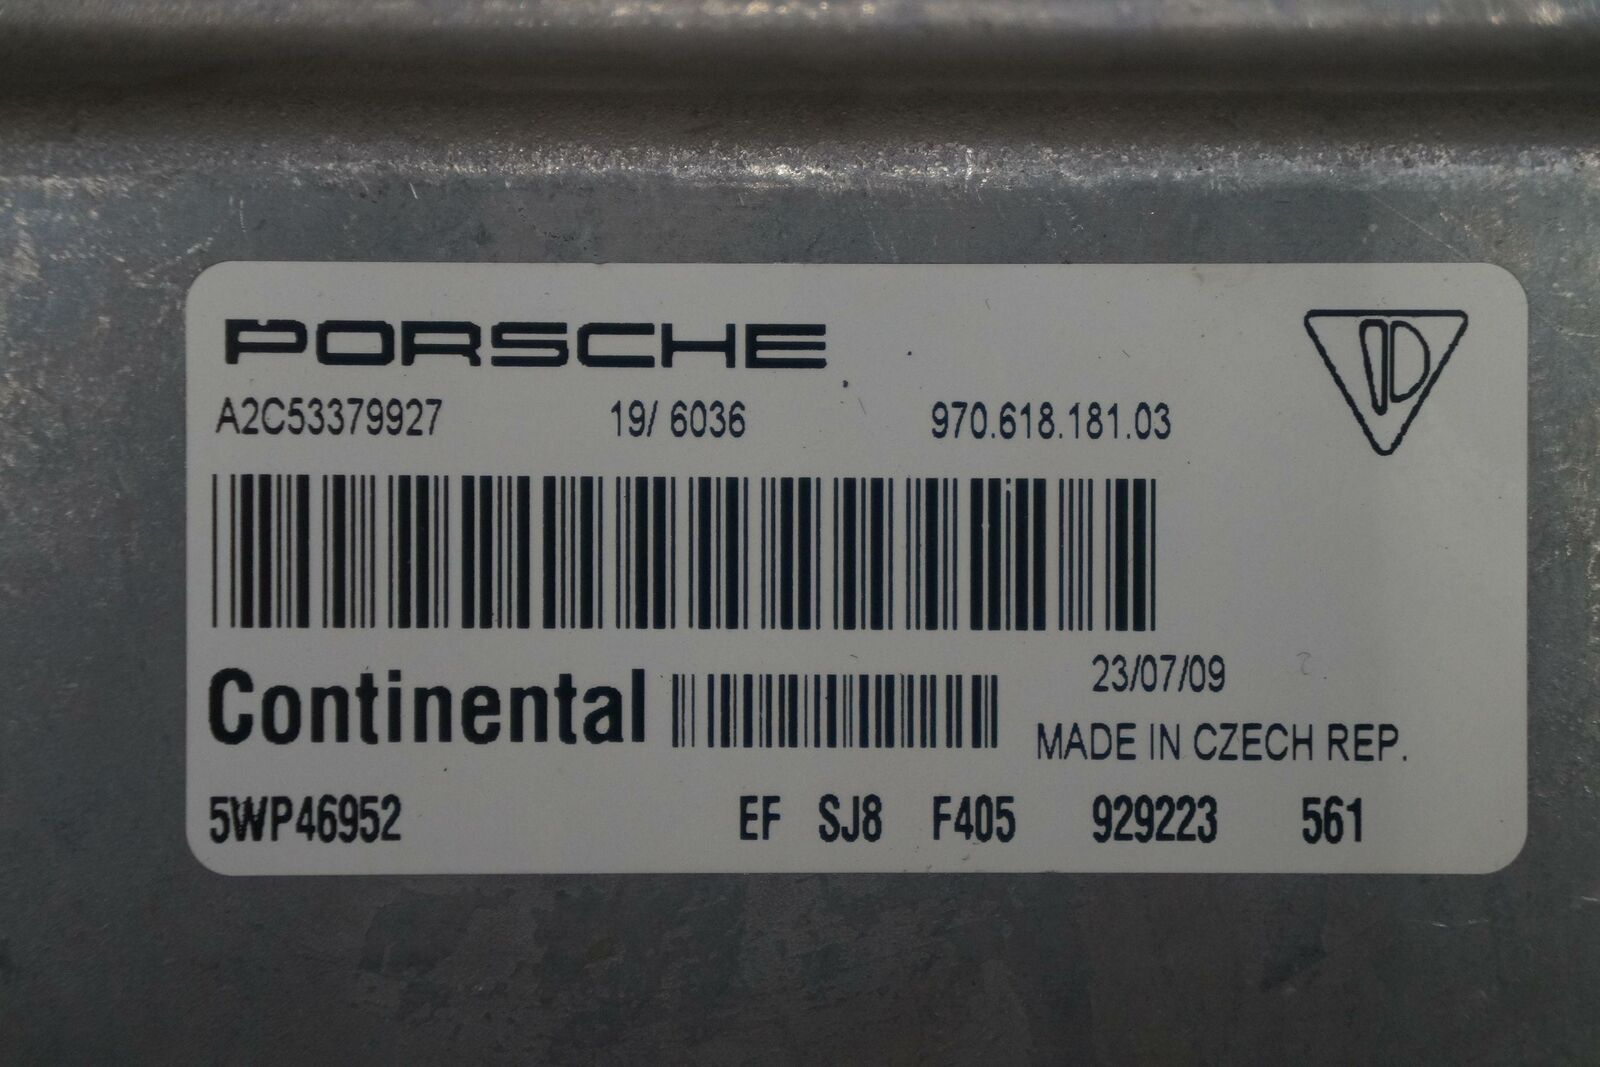 PORSCHE
A2C53379927 19/ 6036 970.618.181.03
Continental 23/07/09
MADE IN CZECH REP.
5WP46952 EF SJ8 F405 929223 561